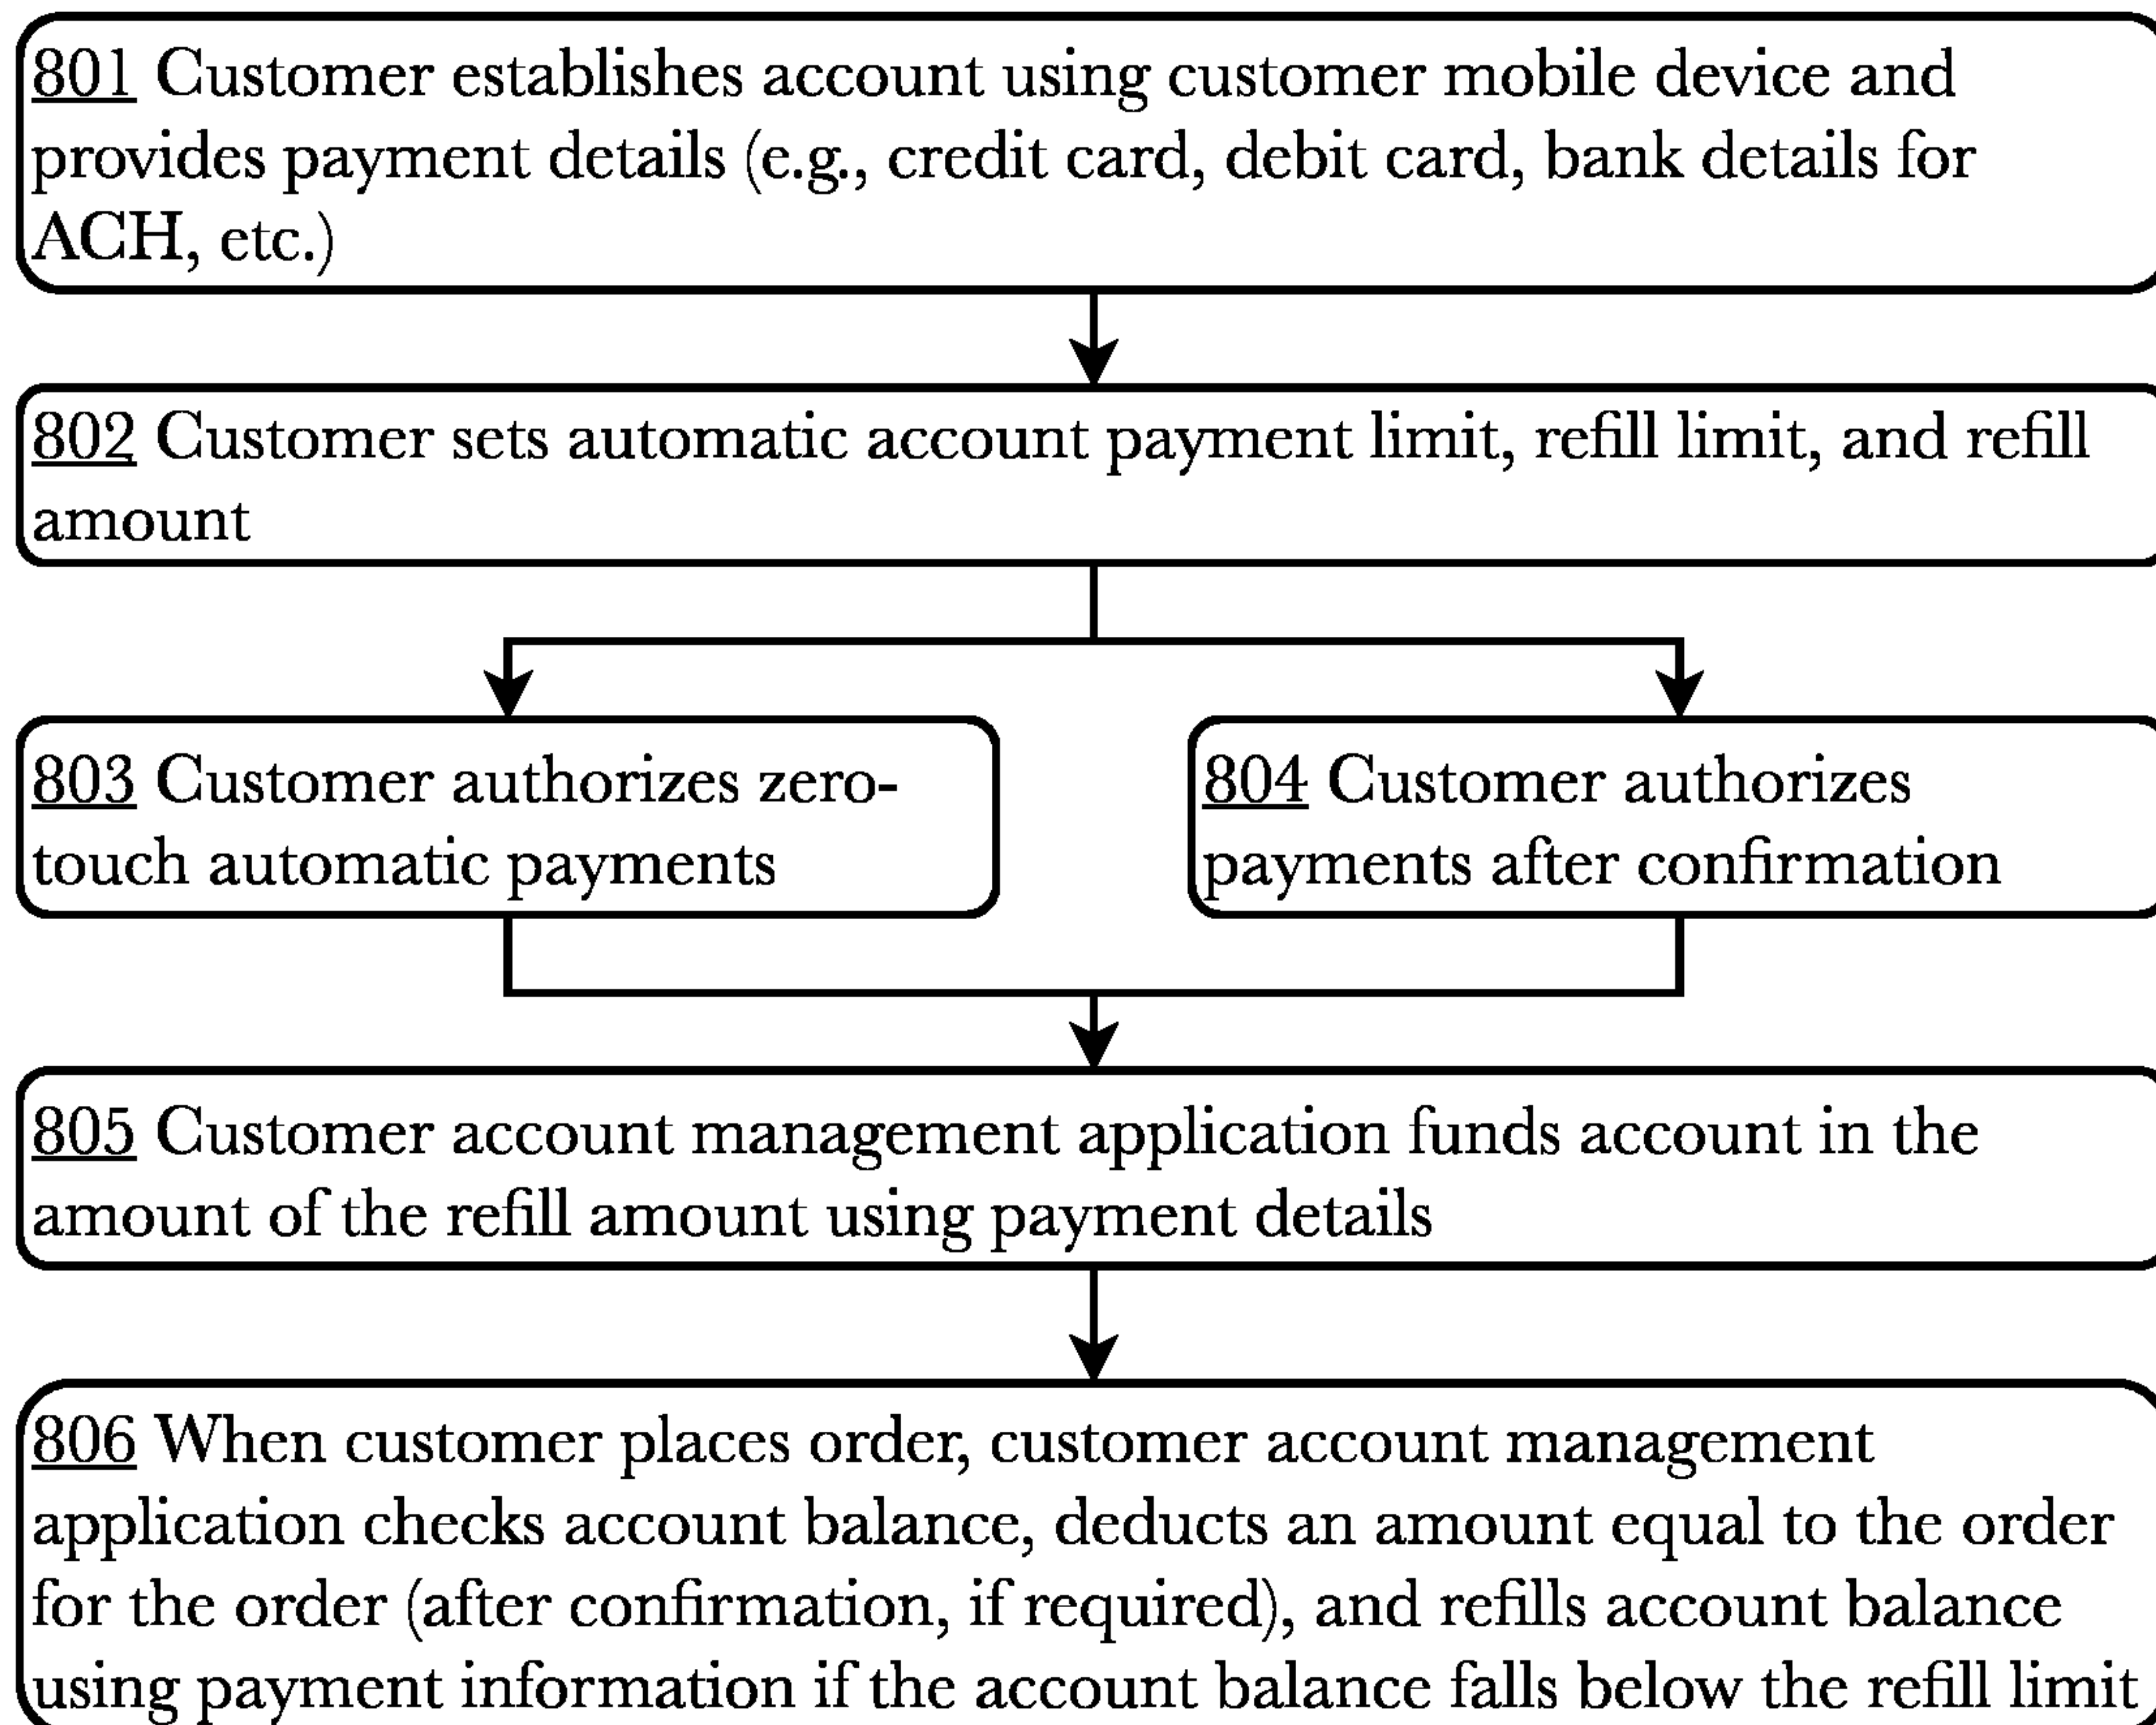 801 Customer establishes account using customer mobile device and
provides payment details (e.g., credit card, debit card, bank details for
ACH, etc.)
802 Customer sets automatic account payment limit, refill limit, and refill
amount
803 Customer authorizes zero-
touch automatic payments
804 Customer authorizes
payments after confirmation
805 Customer account management application funds account in the
amount of the refill amount using payment details
806 When customer places order, customer account management
application checks account balance, deducts an amount equal to the order
for the order (after confirmation, if required), and refills account balance
using payment information if the account balance falls below the refill limit